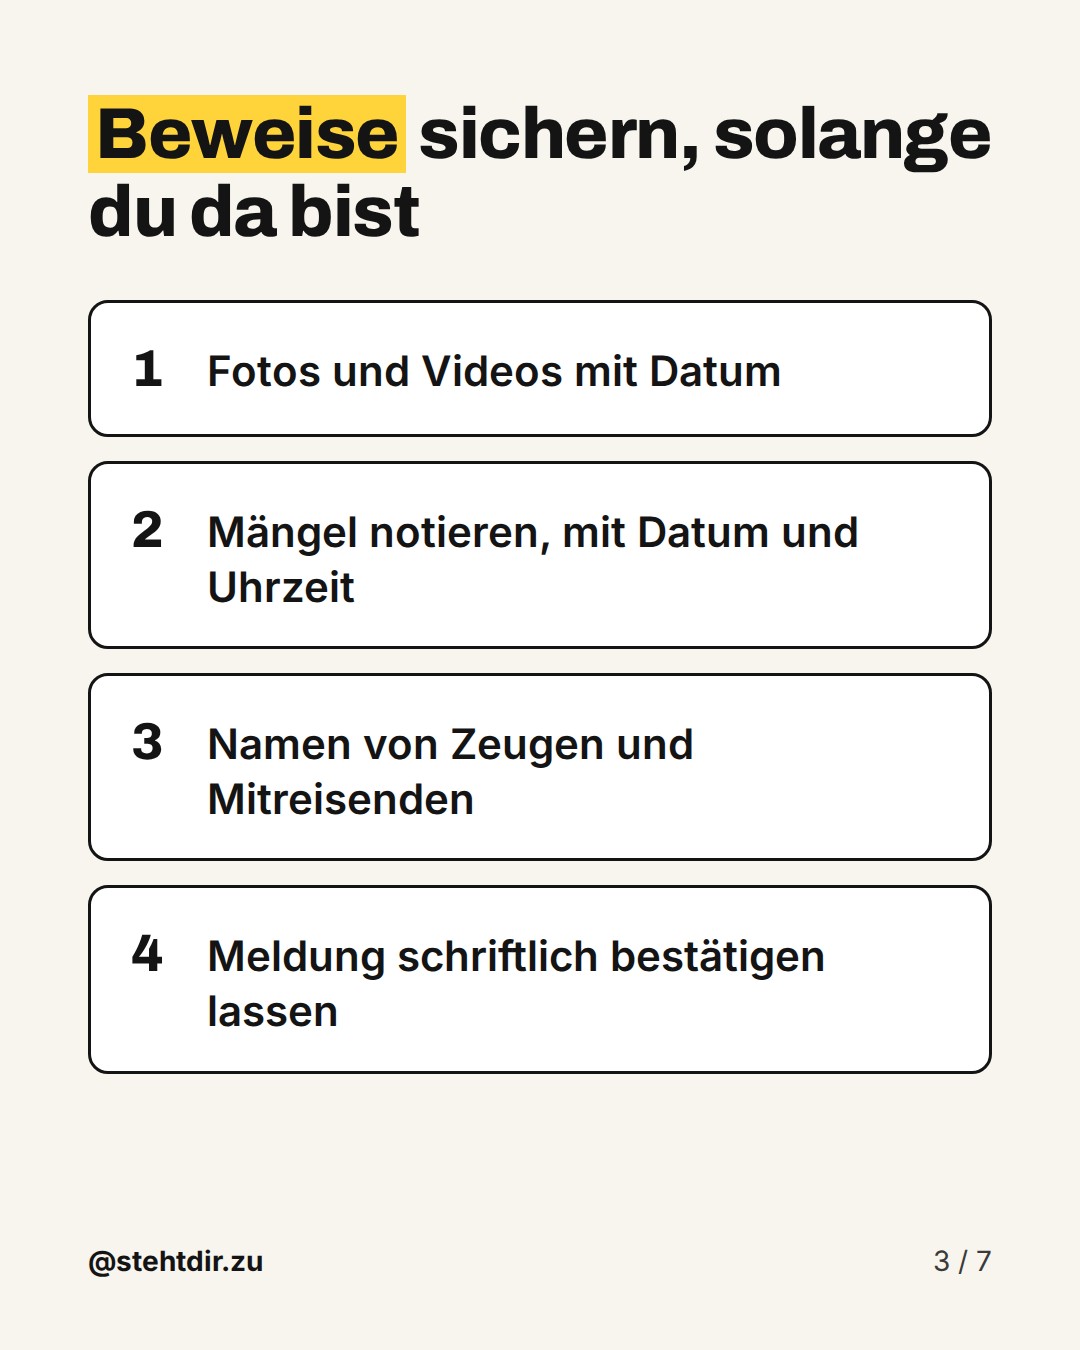 Beweise sichern, solange
du da bist
1 Fotos und Videos mit Datum
2 Mängel notieren, mit Datum und
Uhrzeit
3 Namen von Zeugen und
Mitreisenden
4 Meldung schriftlich bestätigen
lassen
@stehtdir.zu
3 / 7